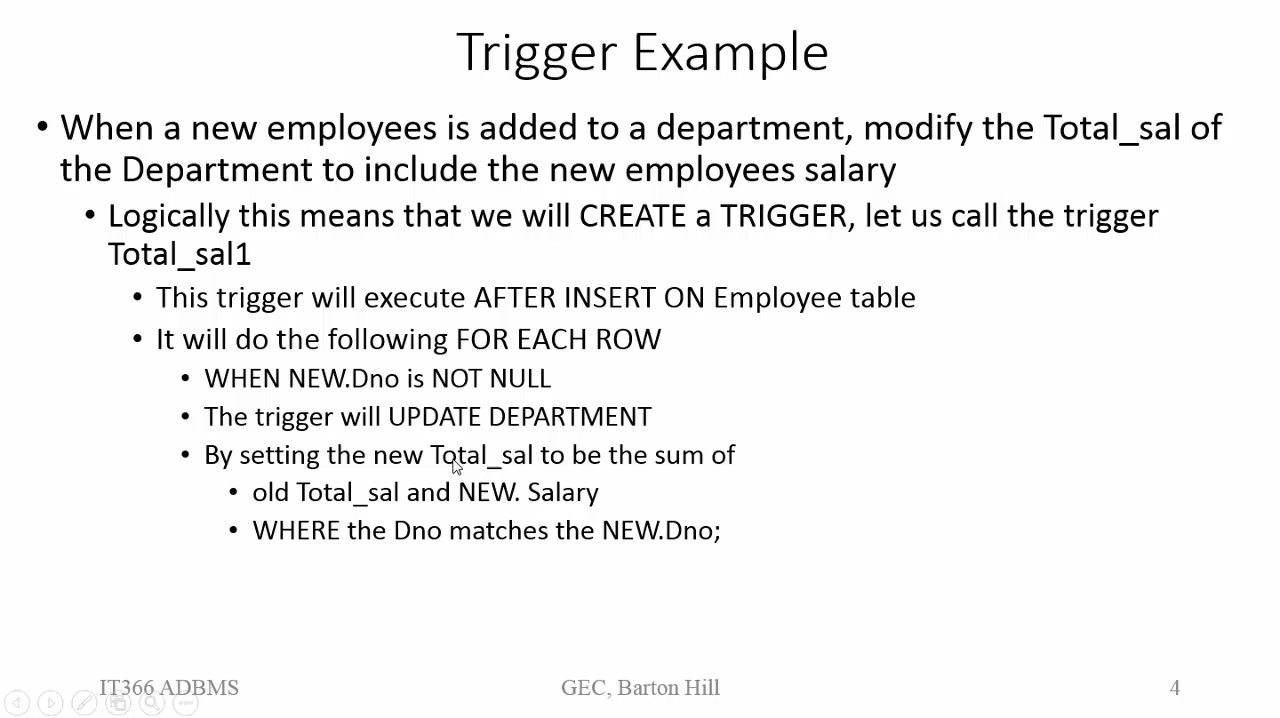 Trigger Example
• When a new employees is added to a department, modify the Total_sal of
the Department to include the new employees salary
• Logically this means that we will CREATE a TRIGGER, let us call the trigger
Total_sal1
• This trigger will execute AFTER INSERT ON Employee table
• It will do the following FOR EACH ROW
• WHEN NEW.Dno is NOT NULL
• The trigger will UPDATE DEPARTMENT
• By setting the new Total_sal to be the sum of
• old Total_sal and NEW. Salary
• WHERE the Dno matches the NEW.Dno;
IT366 ADBMS
GEC, Barton Hill
4